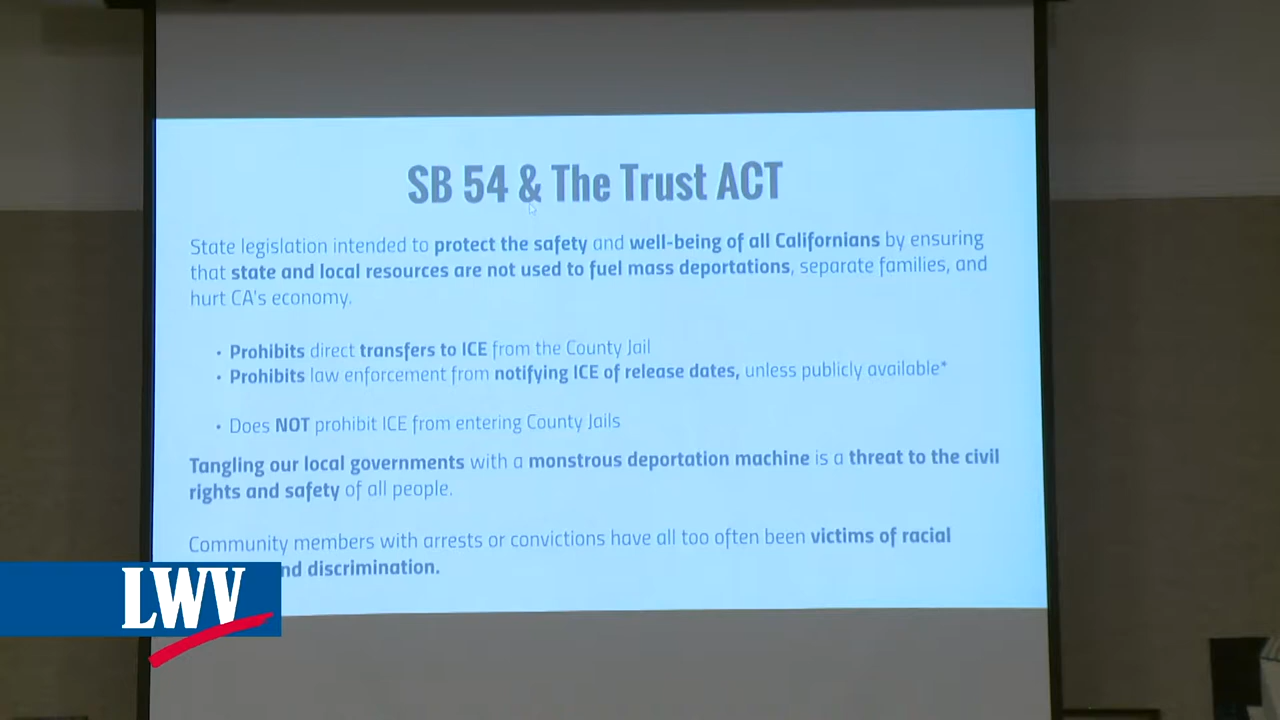 SB 54 & The Trust ACT
State legislation intended to protect the safety and well-being of all Californians by ensuring
that state and local resources are not used to fuel mass deportations, separate families, and
hurt CA's economy.
• Prohibits direct transfers to ICE from the County Jail
• Prohibits law enforcement from notifying ICE of release dates, unless publicly available*
• Does NOT prohibit ICE from entering County Jails
Tangling our local governments with a monstrous deportation machine is a threat to the civil
rights and safety of all people.
Community members with arrests or convictions have all too often been victims of racial
discrimination.
LWV